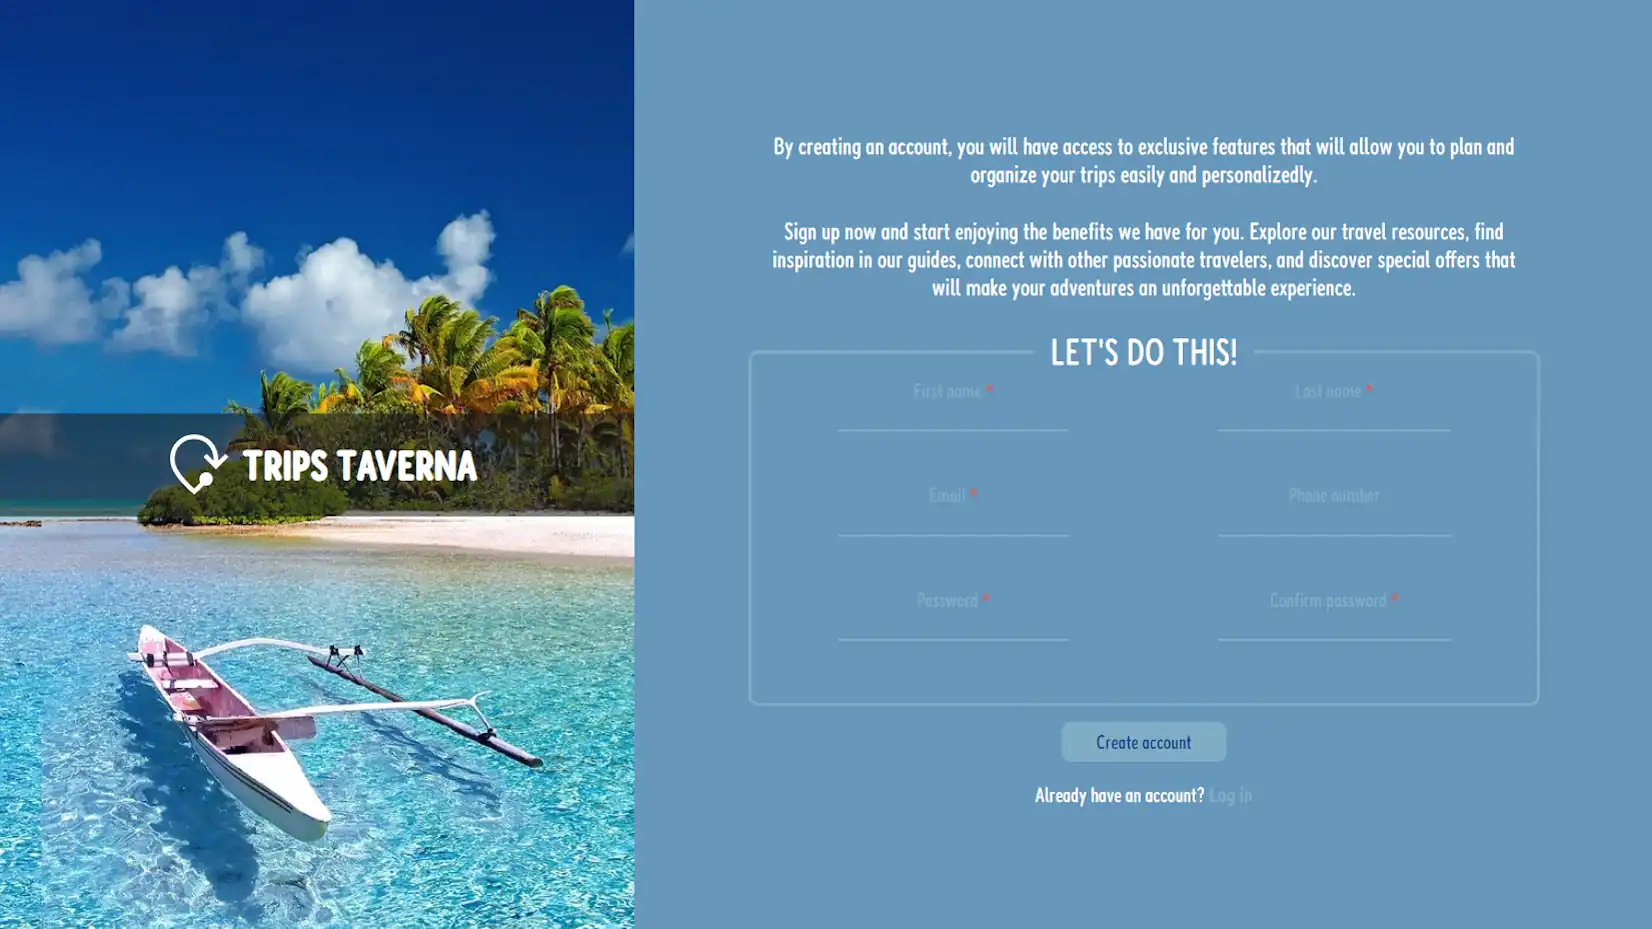 TRIPS TAVERNA
By creating an account, you will have access to exclusive features that will allow you to plan and
organize your trips easily and personalizedly.
Sign up now and start enjoying the benefits we have for you. Explore our travel resources, find
inspiration in our guides, connect with other passionate travelers, and discover special offers that
will make your adventures an unforgettable experience.
LET'S DO THIS!
First name * Last name *
Email * Phone number
Password * Confirm password *
Create account
Already have an account? Log in